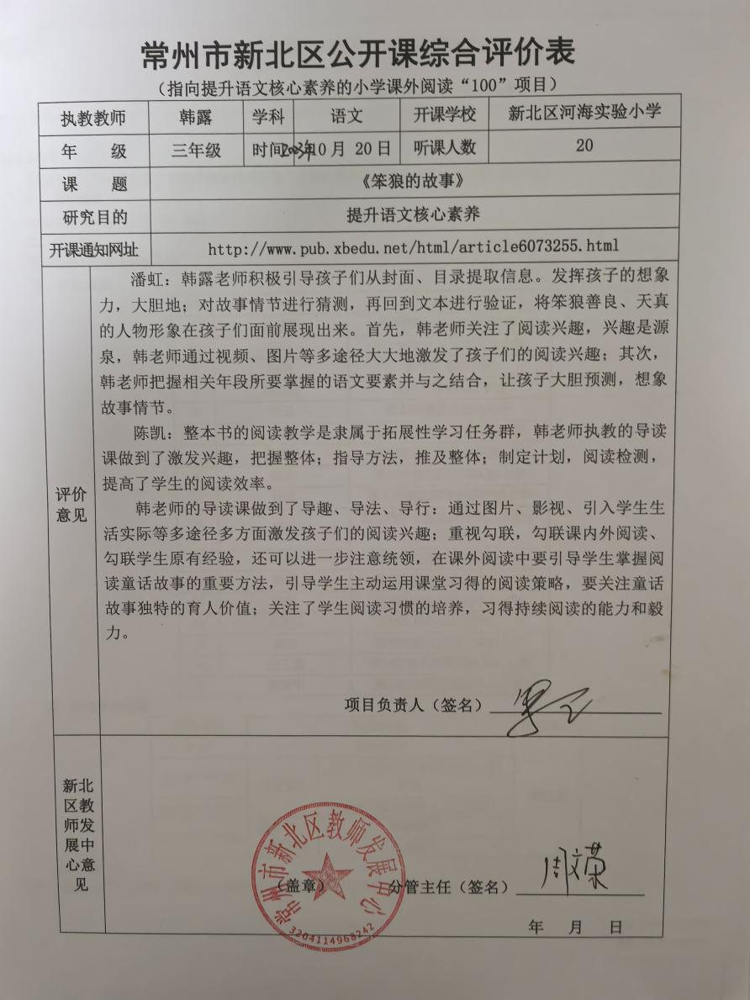 常州市新北区公开课综合评价表
（指向提升语文核心素养的小学课外阅读“100”项目）
执教教师 韩露 学科 语文 开课学校 新北区河海实验小学
年 级 三年级 时间 2023年10月 20日 听课人数 20
课 题 《笨狼的故事》
研究目的 提升语文核心素养
开课通知网址 http://www.pub.xbedu.net/html/article6073255.html
潘虹：韩露老师积极引导孩子们从封面、目录提取信息。发挥孩子的想象
力，大胆地；对故事情节进行猜测，再回到文本进行验证，将笨狼善良、天真
的人物形象在孩子们面前展现出来。首先，韩老师关注了阅读兴趣，兴趣是源
泉，韩老师通过视频、图片等多途径大大地激发了孩子们的阅读兴趣；其次，
韩老师把握相关年段所要掌握的语文要素并与之结合，让孩子大胆预测，想象
故事情节。
陈凯：整本书的阅读教学是隶属于拓展性学习任务群，韩老师执教的导读
课做到了激发兴趣，把握整体；指导方法，推及整体；制定计划，阅读检测，
提高了学生的阅读效率。
评价
意见
韩老师的导读课做到了导趣、导法、导行：通过图片、影视、引入学生生
活实际等多途径多方面激发孩子们的阅读兴趣；重视勾联，勾联课内外阅读、
勾联学生原有经验，还可以进一步注意统领，在课外阅读中要引导学生掌握阅
读童话故事的重要方法，引导学生主动运用课堂习得的阅读策略，要关注童话
故事独特的育人价值；关注了学生阅读习惯的培养，习得持续阅读的能力和毅
力。
项目负责人（签名）
新北
区教
师发
展中
心意
见
常州市新北区教师发展中心
3204114968242
（盖章） 分管主任（签名） 周文荣
年 月 日